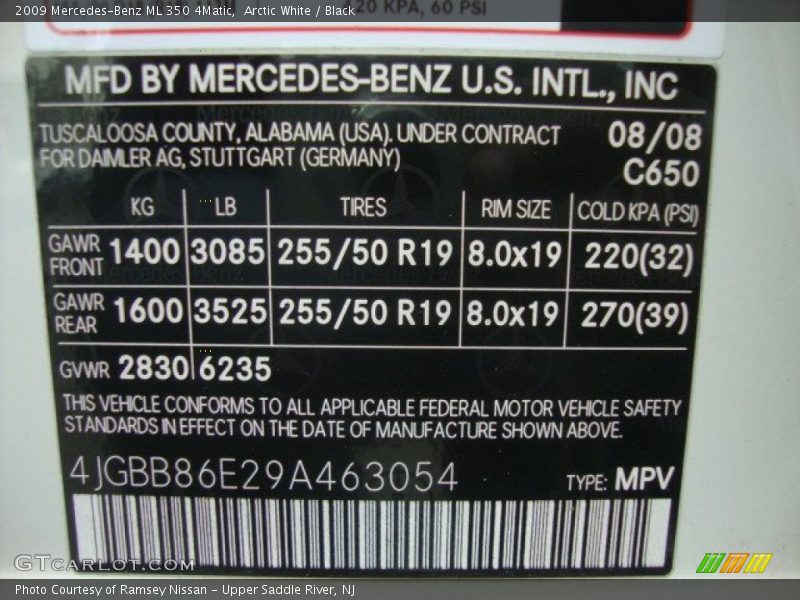 2009 Mercedes-Benz ML 350 4Matic,  Arctic White / Black
20 KPA, 60 PSI
MFD BY MERCEDES-BENZ U.S. INTL., INC
TUSCALOOSA COUNTY, ALABAMA (USA). UNDER CONTRACT 08/08
FOR DAIMLER AG, STUTTGART (GERMANY) C650
KG LB TIRES RIM SIZE COLD KPA (PSI)
GAWR FRONT 1400 3085 255/50 R19 8.0x19 220(32)
GAWR REAR 1600 3525 255/50 R19 8.0x19 270(39)
GVWR 2830 6235
THIS VEHICLE CONFORMS TO ALL APPLICABLE FEDERAL MOTOR VEHICLE SAFETY
STANDARDS IN EFFECT ON THE DATE OF MANUFACTURE SHOWN ABOVE.
4JGBB86E29A463054 TYPE: MPV
GTCARLOT.COM
Photo Courtesy of Ramsey Nissan - Upper Saddle River, NJ